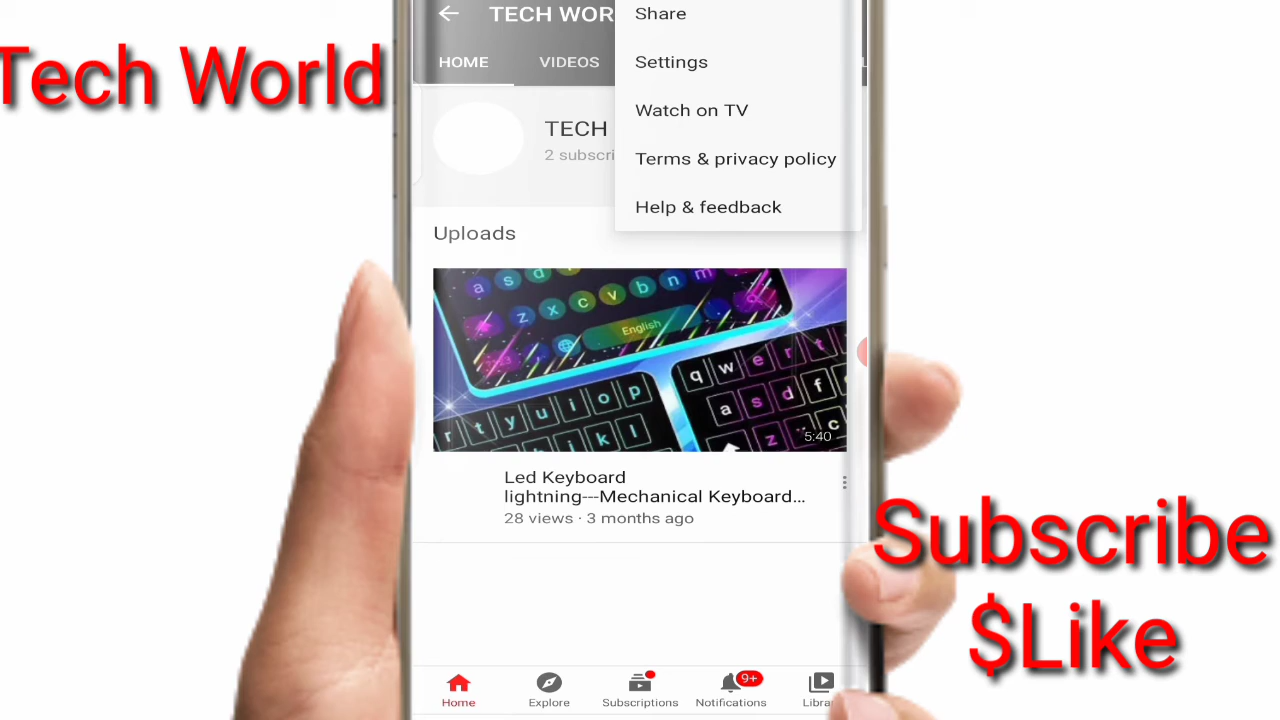 Tech World
TECH WOR
Share
Settings
Watch on TV
Terms & privacy policy
Help & feedback
HOME
VIDEOS
TECH
2 subscri
Uploads
a s d
z x c v b n m
English
r t y u i o p
j k l
q w e r t
a s d f
z c
5:40
Led Keyboard
lightning---Mechanical Keyboard...
28 views · 3 months ago
Subscribe
$Like
Home
Explore
Subscriptions
9+
Notifications
Libra